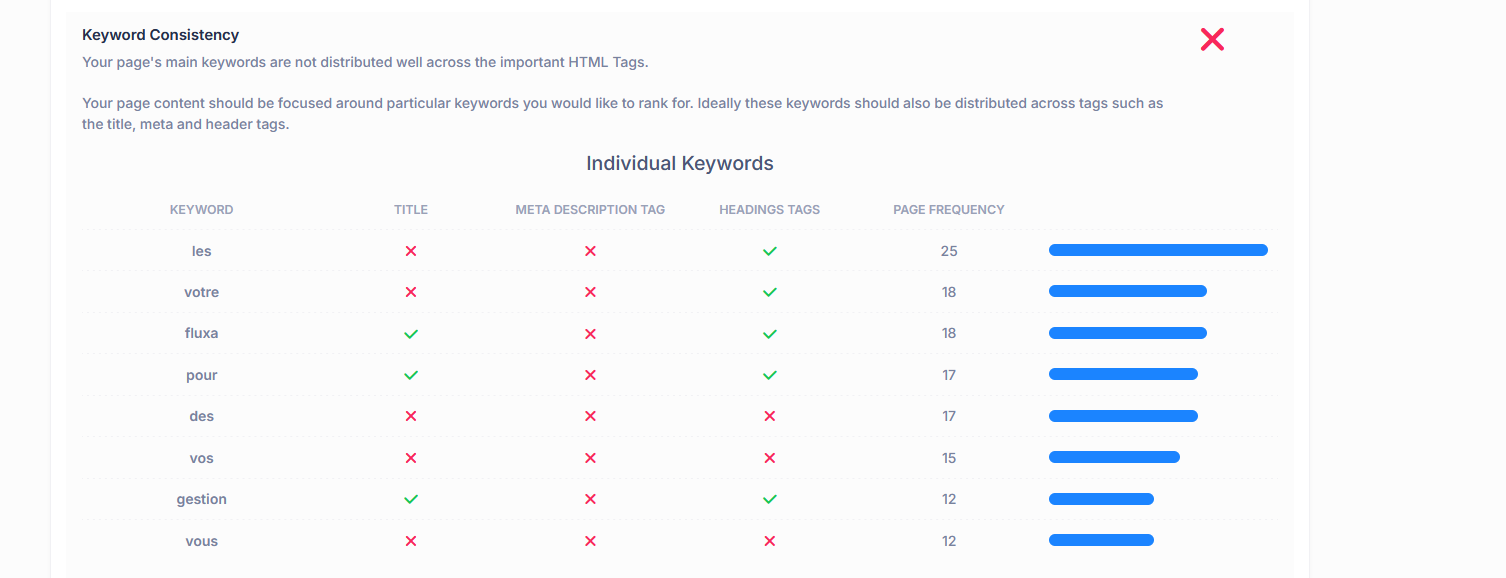 Keyword Consistency
Your page's main keywords are not distributed well across the important HTML Tags.
Your page content should be focused around particular keywords you would like to rank for. Ideally these keywords should also be distributed across tags such as
the title, meta and header tags.
Individual Keywords
KEYWORD TITLE META DESCRIPTION TAG HEADINGS TAGS PAGE FREQUENCY
les 25
votre 18
fluxa 18
pour 17
des 17
vos 15
gestion 12
vous 12